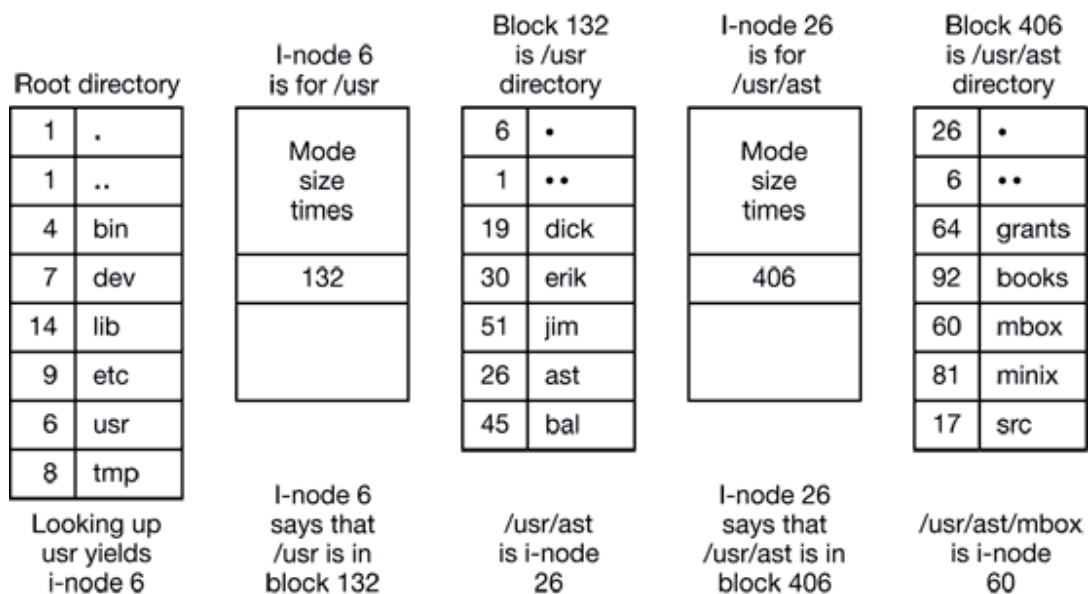 Root directory
1 .
1 ..
4 bin
7 dev
14 lib
9 etc
6 usr
8 tmp
Looking up
usr yields
i-node 6
I-node 6
is for /usr
Mode
size
times
132
I-node 6
says that
/usr is in
block 132
Block 132
is /usr
directory
6 •
1 ••
19 dick
30 erik
51 jim
26 ast
45 bal
/usr/ast
is i-node
26
I-node 26
is for
/usr/ast
Mode
size
times
406
I-node 26
says that
/usr/ast is in
block 406
Block 406
is /usr/ast
directory
26 •
6 ••
64 grants
92 books
60 mbox
81 minix
17 src
/usr/ast/mbox
is i-node
60